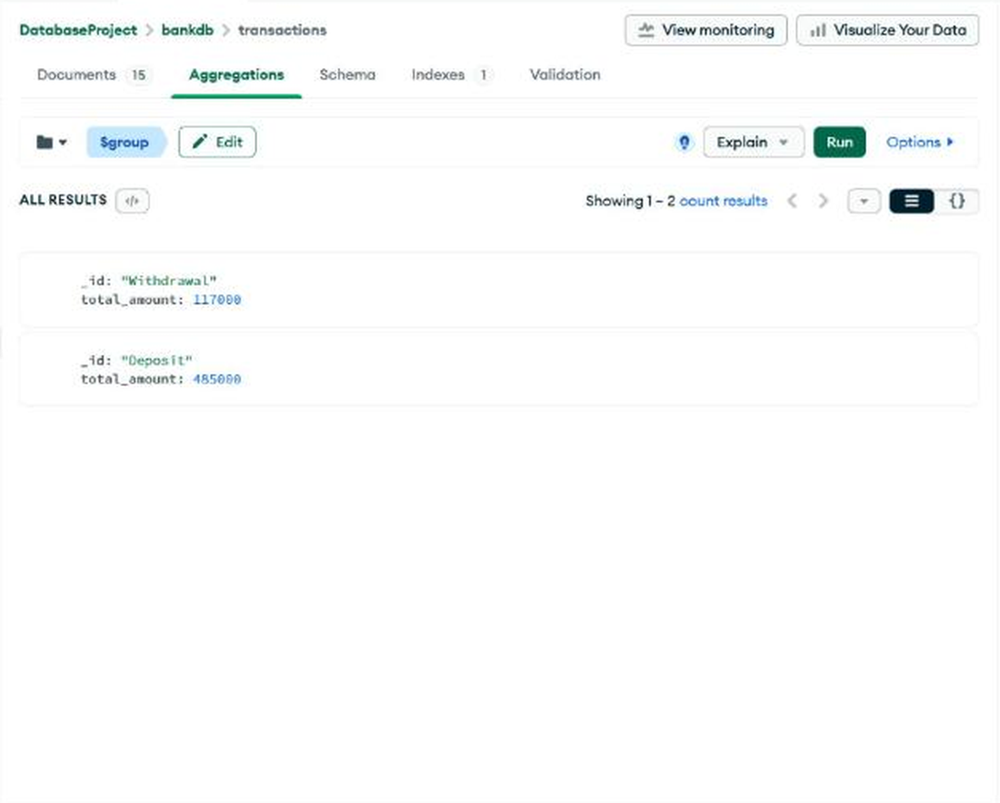 DatabaseProject > bankdb > transactions View monitoring Visualize Your Data
Documents 15 Aggregations Schema Indexes 1 Validation
$group Edit Explain Run Options
ALL RESULTS </> Showing 1 – 2 count results {}
_id: "Withdrawal"
total_amount: 117000
_id: "Deposit"
total_amount: 485000